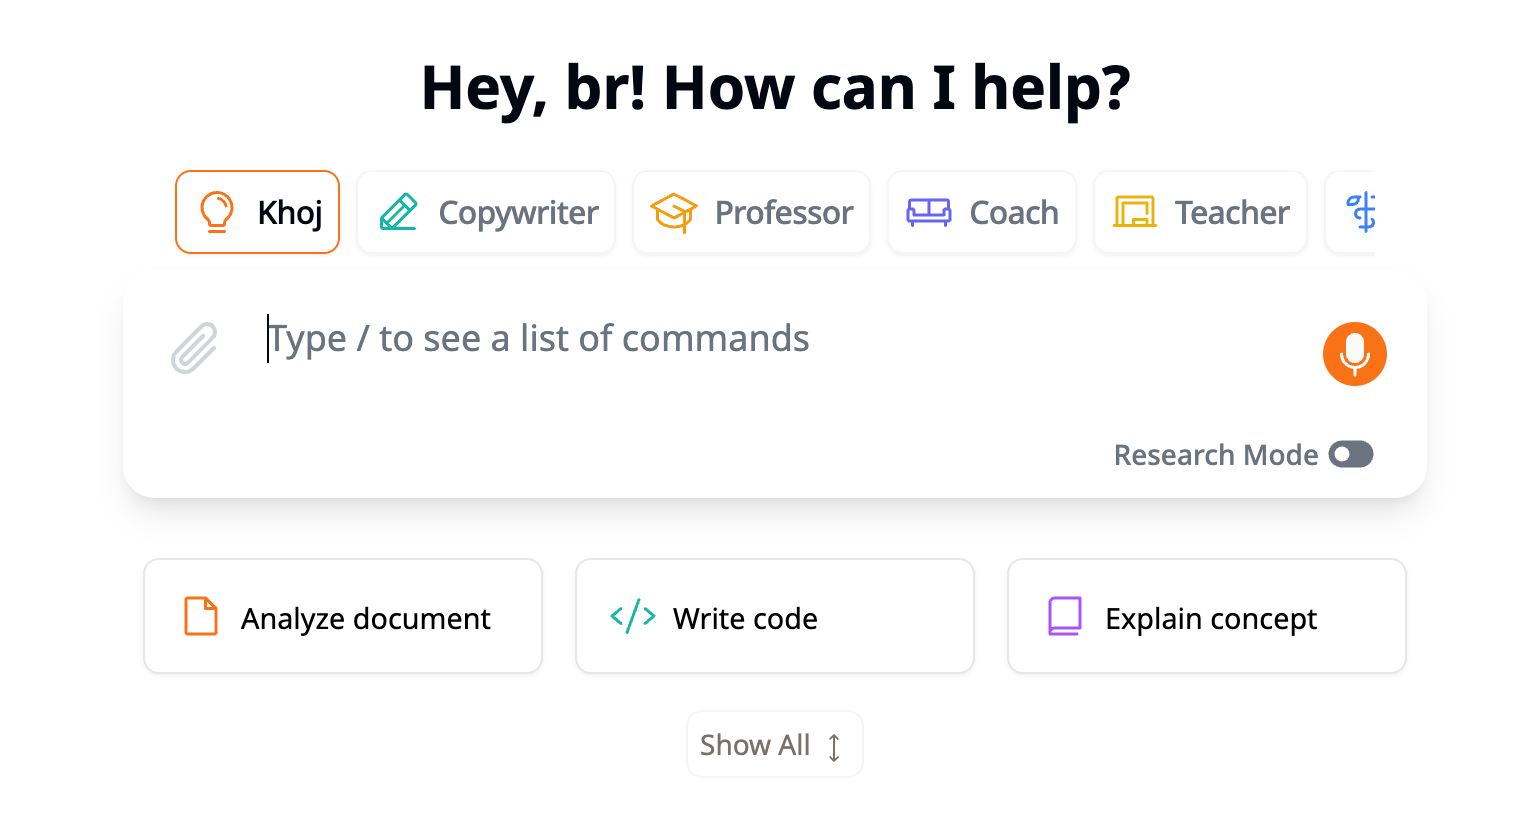 Hey, br! How can I help?
Khoj Copywriter Professor Coach Teacher
Type / to see a list of commands
Research Mode
Analyze document Write code Explain concept
Show All